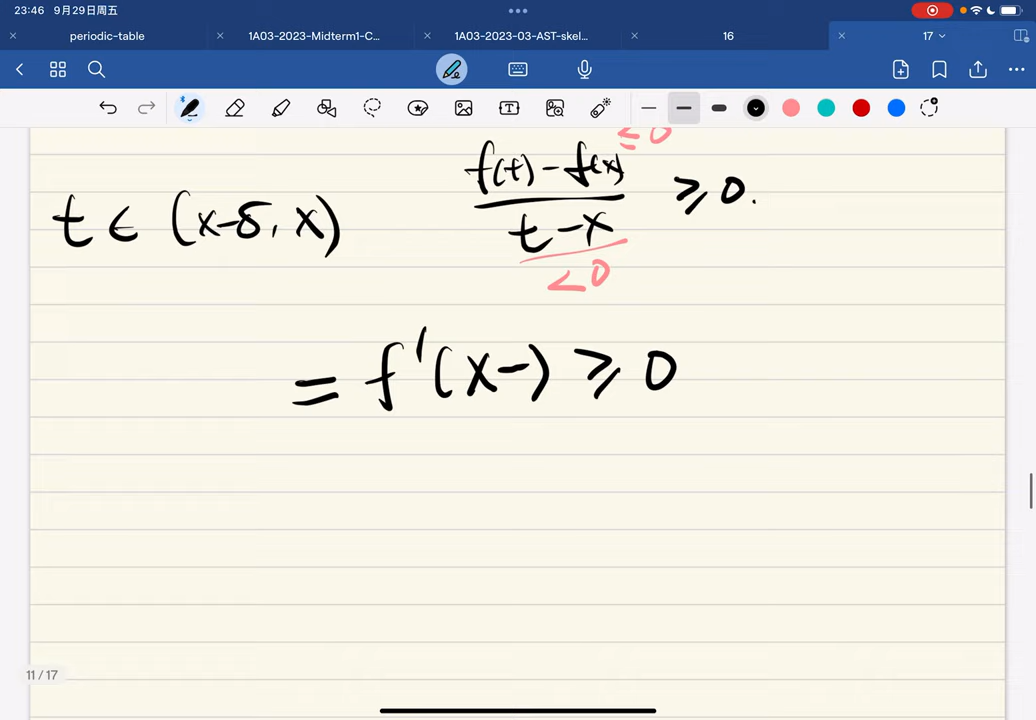 23:46 9月29日周五
periodic-table
1A03-2023-Midterm1-C...
1A03-2023-03-AST-skel...
16
17
≤ 0
t ∈ (x-δ, x)
f(t) - f(x)
t - x
≥ 0.
< 0
= f'(x-) ≥ 0
11 / 17